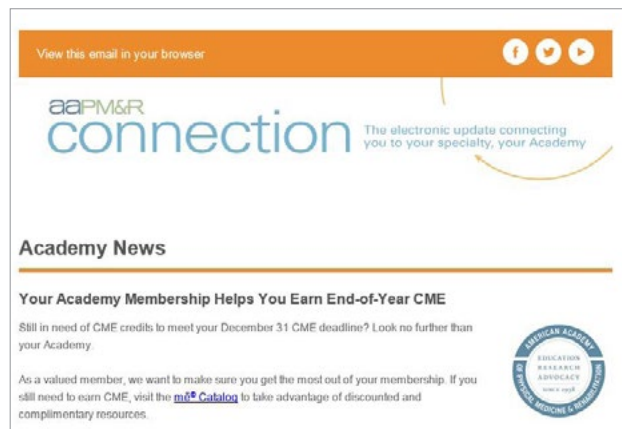 View this email in your browser
aaPM&R
connection
The electronic update connecting
you to your specialty, your Academy
Academy News
Your Academy Membership Helps You Earn End-of-Year CME
Still in need of CME credits to meet your December 31 CME deadline? Look no further than
your Academy.
As a valued member, we want to make sure you get the most out of your membership. If you
still need to earn CME, visit the mē® Catalog to take advantage of discounted and
complimentary resources.
AMERICAN ACADEMY
OF PHYSICAL MEDICINE & REHABILITATION
EDUCATION
RESEARCH
ADVOCACY
SINCE 1938